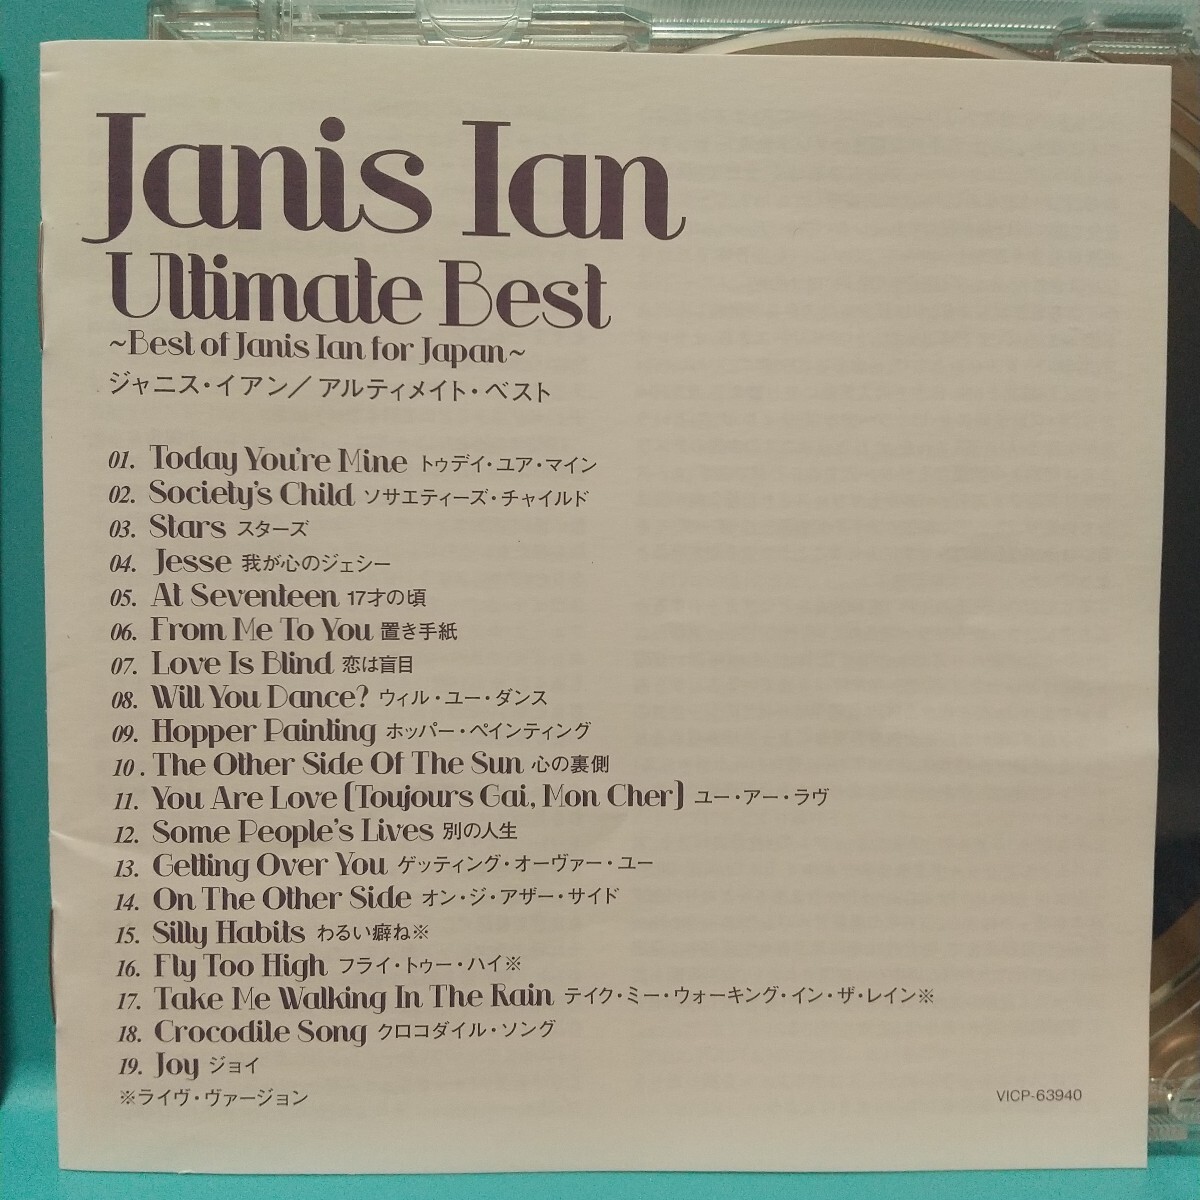 Janis Ian
Ultimate Best
~Best of Janis Ian for Japan~
ジャニス・イアン／アルティメイト・ベスト
01. Today You're Mine トゥデイ・ユア・マイン
02. Society's Child ソサエティーズ・チャイルド
03. Stars スターズ
04. Jesse 我が心のジェシー
05. At Seventeen 17才の頃
06. From Me To You 置き手紙
07. Love Is Blind 恋は盲目
08. Will You Dance? ウィル・ユー・ダンス
09. Hopper Painting ホッパー・ペインティング
10. The Other Side Of The Sun 心の裏側
11. You Are Love (Toujours Gai, Mon Cher) ユー・アー・ラヴ
12. Some People's Lives 別の人生
13. Getting Over You ゲッティング・オーヴァー・ユー
14. On The Other Side オン・ジ・アザー・サイド
15. Silly Habits わるい癖ね※
16. Fly Too High フライ・トゥー・ハイ※
17. Take Me Walking In The Rain テイク・ミー・ウォーキング・イン・ザ・レイン※
18. Crocodile Song クロコダイル・ソング
19. Joy ジョイ
※ライヴ・ヴァージョン
VICP-63940